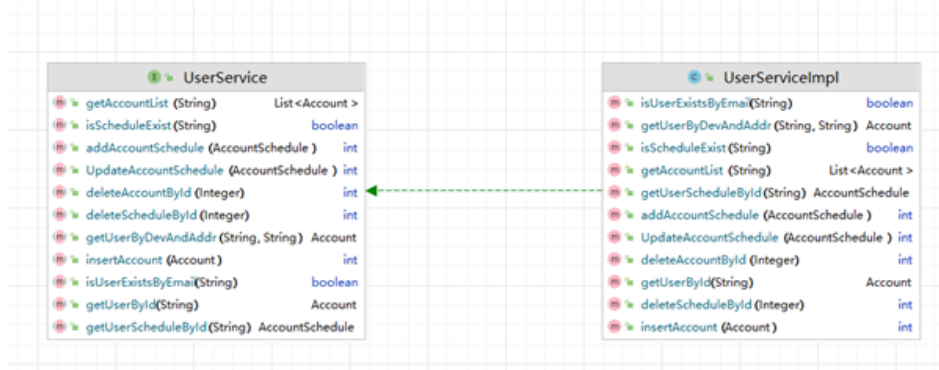 UserService
getAccountList (String) List<Account >
isScheduleExist (String) boolean
addAccountSchedule (AccountSchedule ) int
UpdateAccountSchedule (AccountSchedule ) int
deleteAccountById (Integer) int
deleteScheduleById (Integer) int
getUserByDevAndAddr (String, String) Account
insertAccount (Account ) int
isUserExistsByEmail(String) boolean
getUserById(String) Account
getUserScheduleById(String) AccountSchedule
UserServiceImpl
isUserExistsByEmail(String) boolean
getUserByDevAndAddr (String, String) Account
isScheduleExist (String) boolean
getAccountList (String) List<Account >
getUserScheduleById(String) AccountSchedule
addAccountSchedule (AccountSchedule ) int
UpdateAccountSchedule (AccountSchedule ) int
deleteAccountById (Integer) int
getUserById(String) Account
deleteScheduleById (Integer) int
insertAccount (Account ) int